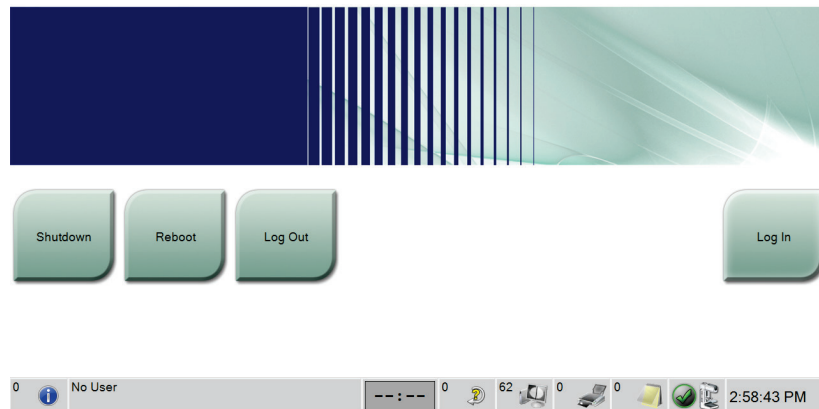 Shutdown
Reboot
Log Out
Log In
0
No User
--:--
0
62
0
0
2:58:43 PM